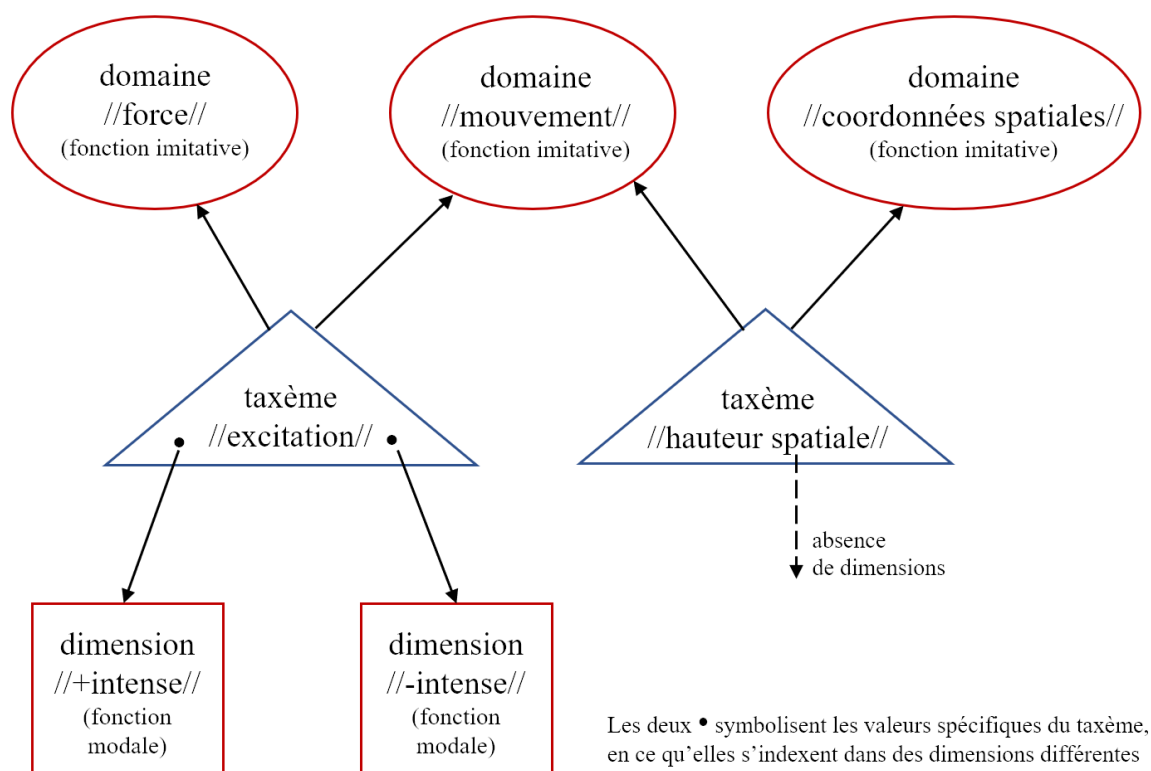 domaine
//force//
(fonction imitative)
domaine
//mouvement//
(fonction imitative)
domaine
//coordonnées spatiales//
(fonction imitative)
taxème
//excitation//
taxème
//hauteur spatiale//
absence
de dimensions
dimension
//+intense//
(fonction
modale)
dimension
//-intense//
(fonction
modale)
Les deux • symbolisent les valeurs spécifiques du taxème,
en ce qu’elles s’indexent dans des dimensions différentes